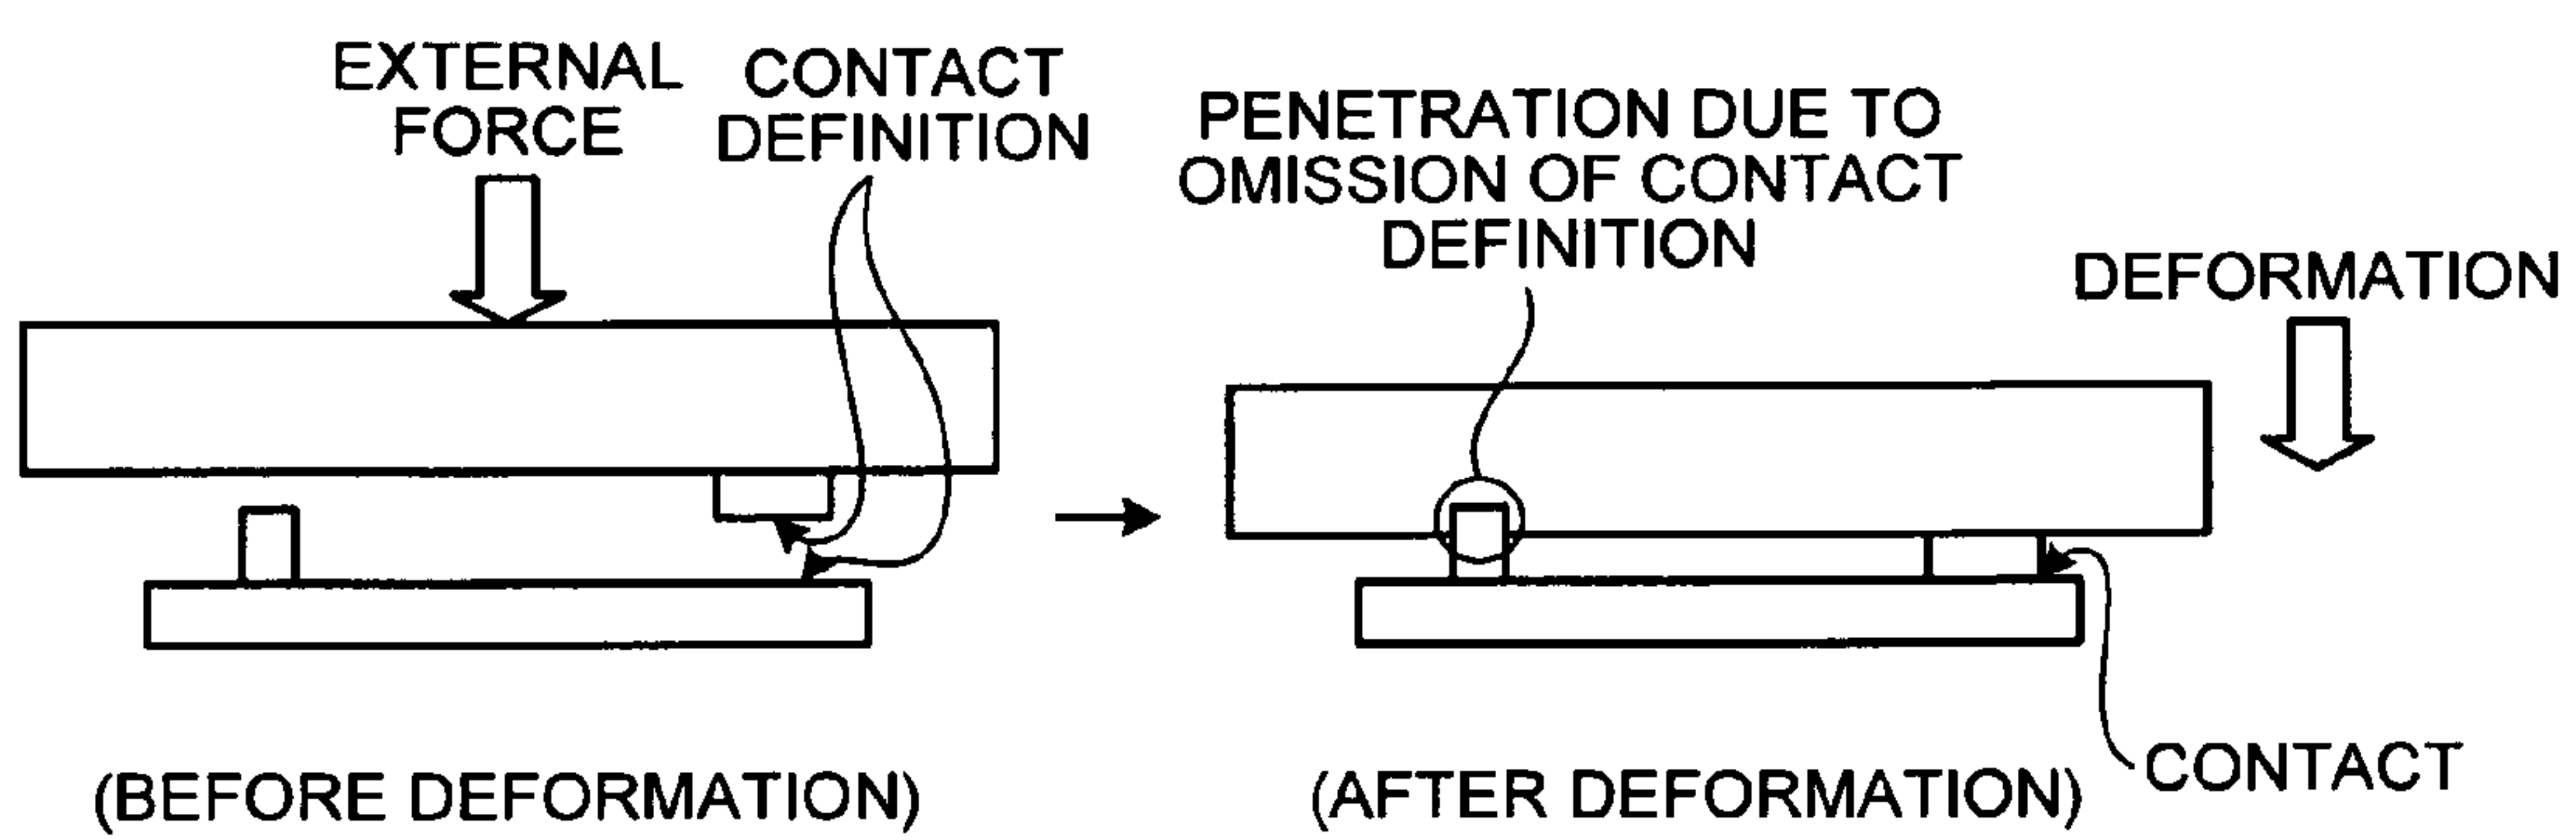 EXTERNAL
FORCE
CONTACT
DEFINITION
PENETRATION DUE TO
OMISSION OF CONTACT
DEFINITION
DEFORMATION
CONTACT
(BEFORE DEFORMATION)
(AFTER DEFORMATION)